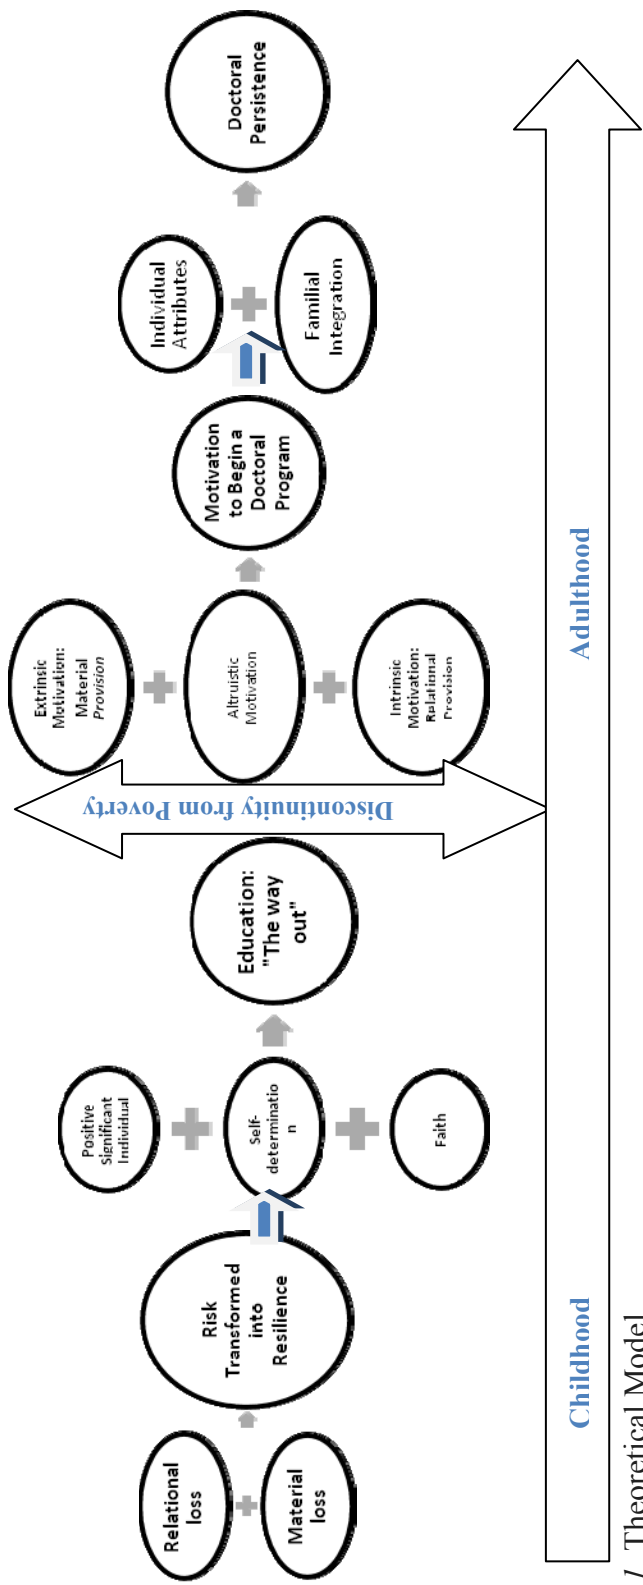 Relational
loss
Material
loss
Risk
Transformed
into
Resilience
Positive
Significant
Individual
Self-
determinatio
n
Faith
Education:
"The way
out"
Discontinuity from Poverty
Extrinsic
Motivation:
Material
Provision
Altruistic
Motivation
Intrinsic
Motivation:
Relational
Provision
Motivation
to Begin a
Doctoral
Program
Individual
Attributes
Familial
Integration
Doctoral
Persistence
Childhood
Adulthood
1 Theoretical Model